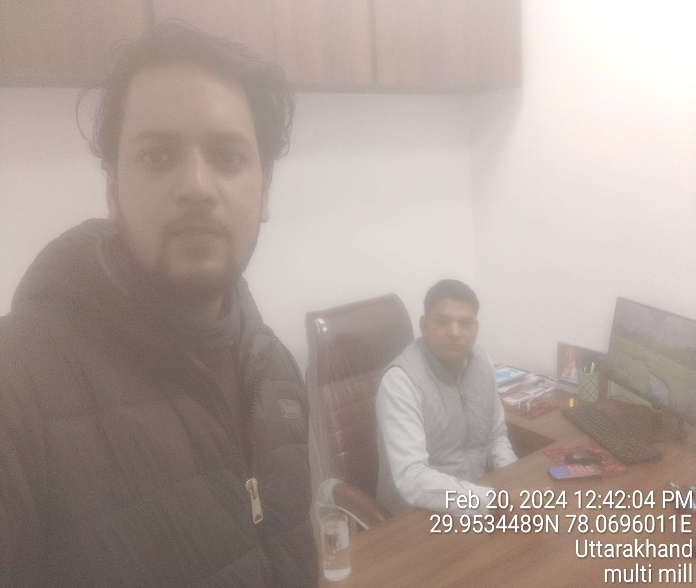 Feb 20, 2024 12:42:04 PM
29.9534489N 78.0696011E
Uttarakhand
multi mill